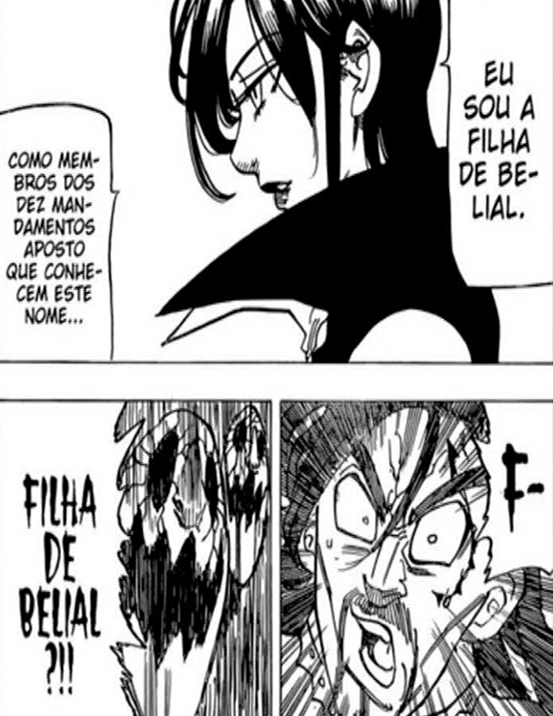 EU
SOU A
FILHA
DE BE-
LIAL.
COMO MEM-
BROS DOS
DEZ MAN-
DAMENTOS
APOSTO
QUE CONHE-
CEM ESTE
NOME...
F-
FILHA
DE
BELIAL
?!!